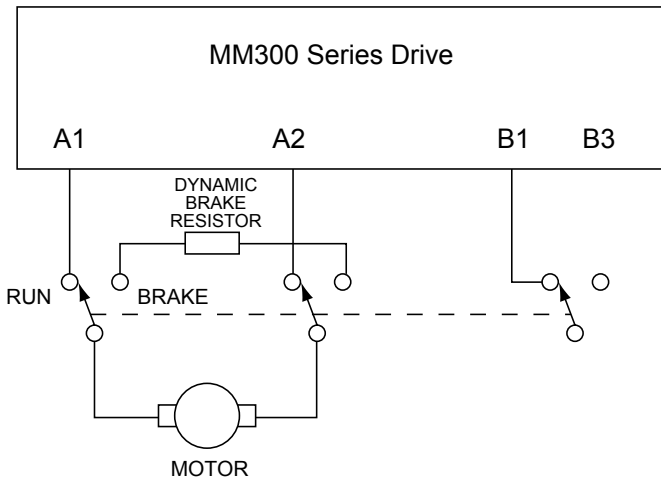 MM300 Series Drive
A1 A2 B1 B3
DYNAMIC
BRAKE
RESISTOR
RUN BRAKE
MOTOR